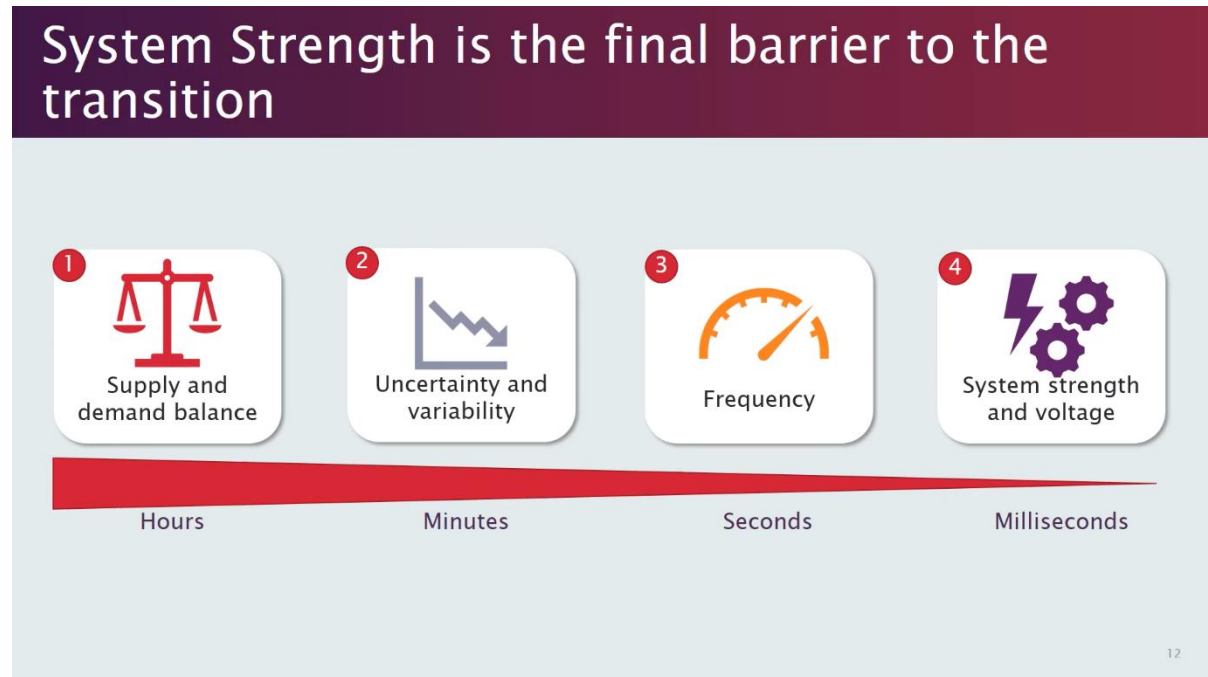 System Strength is the final barrier to the
transition
1
Supply and
demand balance
2
Uncertainty and
variability
3
Frequency
4
System strength
and voltage
Hours
Minutes
Seconds
Milliseconds
12